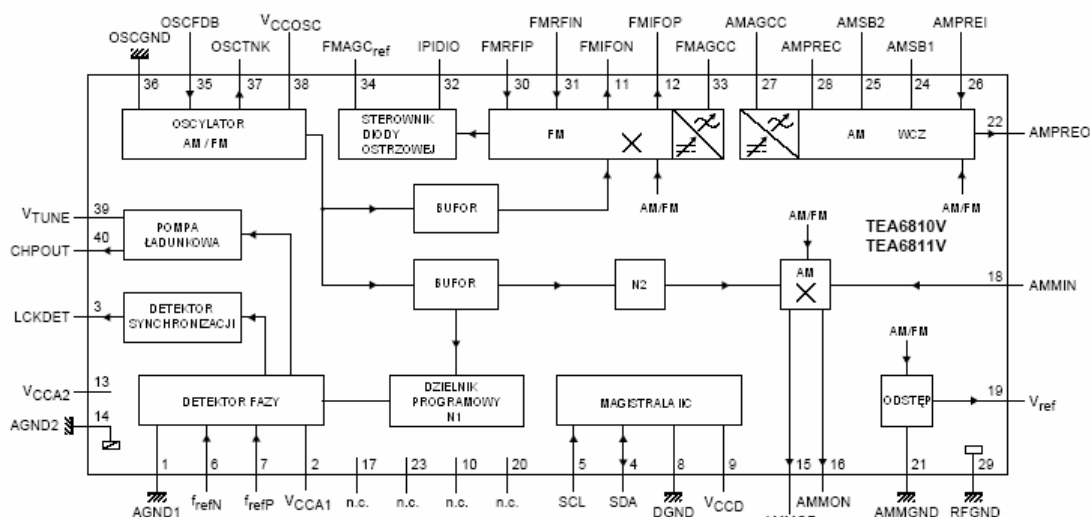 OSCGND
OSCFDB
OSCTNK
VCCOSC
FMAGCref
IPIDIO
FMRFIP
FMRFIN
FMIFON
FMIFOP
FMAGCC
AMAGCC
AMPREC
AMSB2
AMSB1
AMPREI
36
35
37
38
34
32
30
31
11
12
33
27
28
25
24
26
OSCYLATOR
AM / FM
STEROWNIK
DIODY
OSTRZOWEJ
FM
AM WCZ
22
AMPREO
BUFOR
AM/FM
AM/FM
TEA6810V
TEA6811V
VTUNE
39
CHPOUT
40
POMPA
ŁADUNKOWA
AM/FM
BUFOR
N2
AM
18
AMMIN
LCKDET
3
DETEKTOR
SYNCHRONIZACJI
AM/FM
VCCA2
13
AGND2
14
DETEKTOR FAZY
DZIELNIK
PROGRAMOWY
N1
MAGISTRALA IIC
ODSTĘP
19
Vref
1
6
7
2
17
23
10
20
5
4
8
9
15
16
21
29
AGND1
frefN
frefP
VCCA1
n.c.
n.c.
n.c.
n.c.
SCL
SDA
DGND
VCCD
AMMON
AMMGND
RFGND